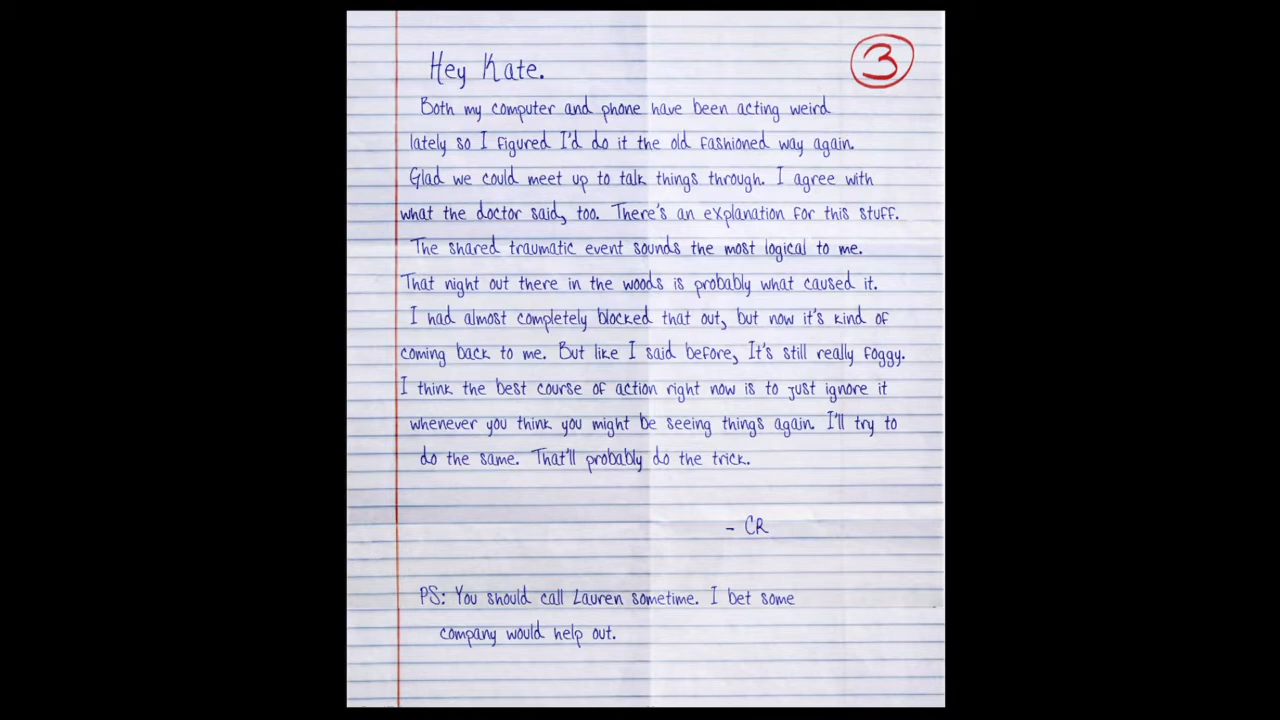 3
Hey Kate.
Both my computer and phone have been acting weird
lately so I figured I'd do it the old fashioned way again.
Glad we could meet up to talk things through. I agree with
what the doctor said, too. There's an explanation for this stuff.
The shared traumatic event sounds the most logical to me.
That night out there in the woods is probably what caused it.
I had almost completely blocked that out, but now it's kind of
coming back to me. But like I said before, It's still really foggy.
I think the best course of action right now is to just ignore it
whenever you think you might be seeing things again. I'll try to
do the same. That'll probably do the trick.
- CR
PS: You should call Lauren sometime. I bet some
company would help out.